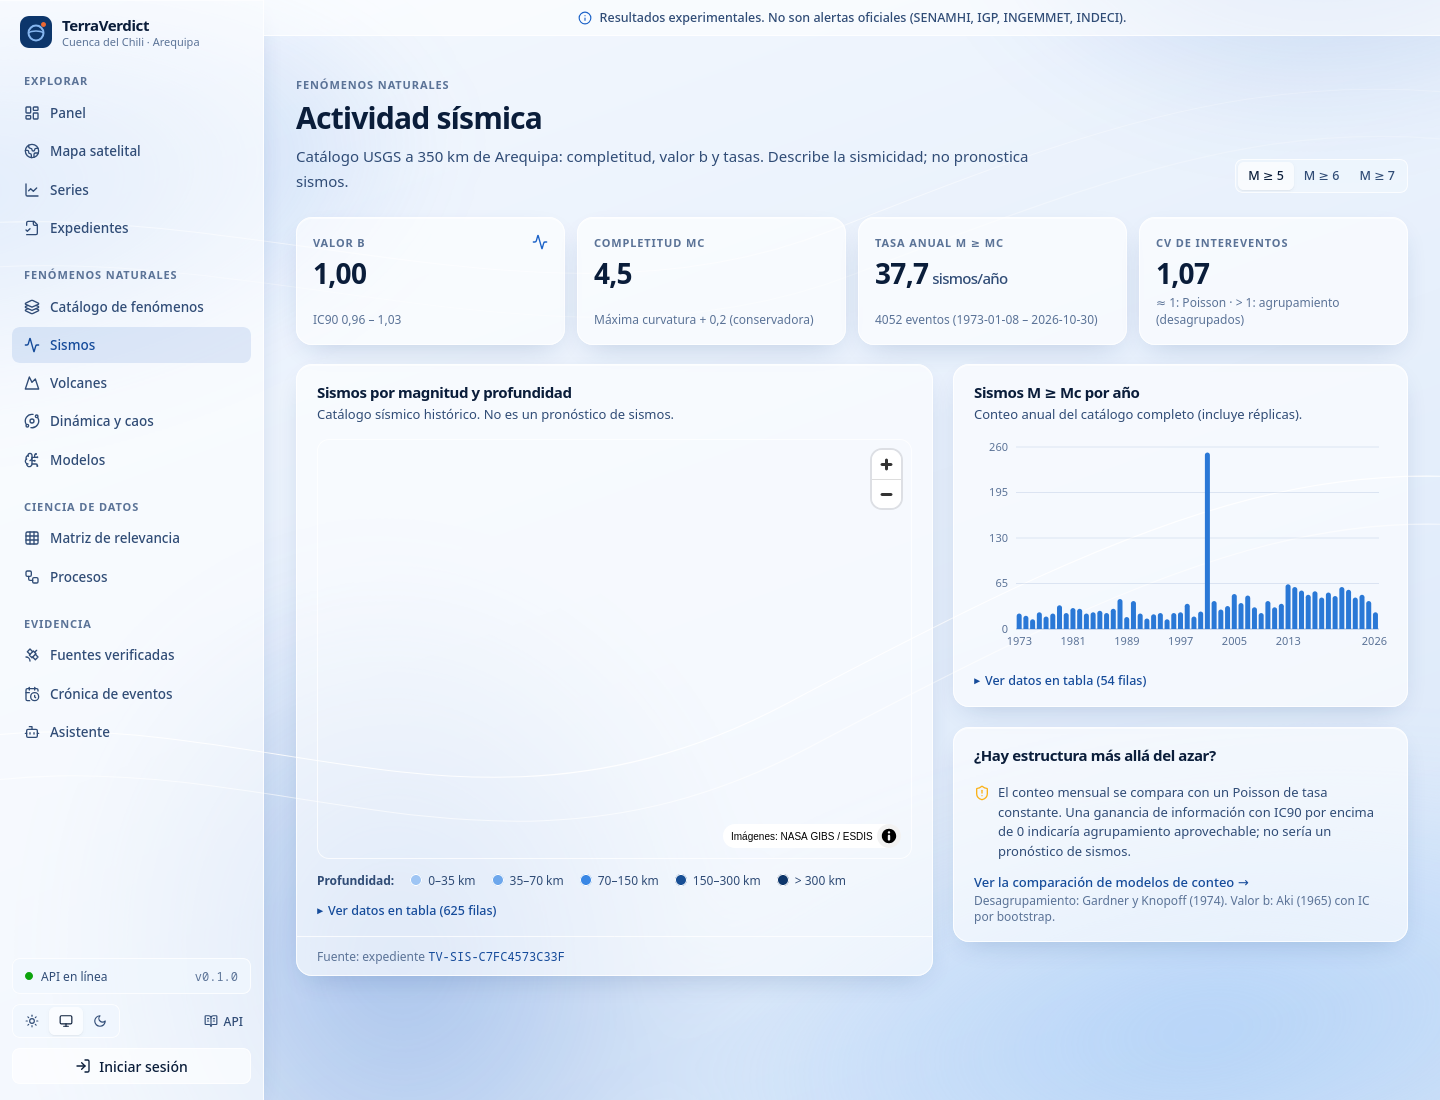 TerraVerdict
Cuenca del Chili · Arequipa
EXPLORAR
Panel
Mapa satelital
Series
Expedientes
FENÓMENOS NATURALES
Catálogo de fenómenos
Sismos
Volcanes
Dinámica y caos
Modelos
CIENCIA DE DATOS
Matriz de relevancia
Procesos
EVIDENCIA
Fuentes verificadas
Crónica de eventos
Asistente
API en línea v0.1.0
API
Iniciar sesión
Resultados experimentales. No son alertas oficiales (SENAMHI, IGP, INGEMMET, INDECI).
FENÓMENOS NATURALES
Actividad sísmica
Catálogo USGS a 350 km de Arequipa: completitud, valor b y tasas. Describe la sismicidad; no pronostica
sismos.
M ≥ 5 M ≥ 6 M ≥ 7
VALOR B
1,00
IC90 0,96 – 1,03
COMPLETITUD MC
4,5
Máxima curvatura + 0,2 (conservadora)
TASA ANUAL M ≥ MC
37,7 sismos/año
4052 eventos (1973-01-08 – 2026-10-30)
CV DE INTEREVENTOS
1,07
≈ 1: Poisson · > 1: agrupamiento
(desagrupados)
Sismos por magnitud y profundidad
Catálogo sísmico histórico. No es un pronóstico de sismos.
+
−
Imágenes: NASA GIBS / ESDIS
Profundidad: 0–35 km 35–70 km 70–150 km 150–300 km > 300 km
▸ Ver datos en tabla (625 filas)
Fuente: expediente TV-SIS-C7FC4573C33F
Sismos M ≥ Mc por año
Conteo anual del catálogo completo (incluye réplicas).
260
195
130
65
0
1973 1981 1989 1997 2005 2013 2026
▸ Ver datos en tabla (54 filas)
¿Hay estructura más allá del azar?
El conteo mensual se compara con un Poisson de tasa
constante. Una ganancia de información con IC90 por encima
de 0 indicaría agrupamiento aprovechable; no sería un
pronóstico de sismos.
Ver la comparación de modelos de conteo →
Desagrupamiento: Gardner y Knopoff (1974). Valor b: Aki (1965) con IC
por bootstrap.